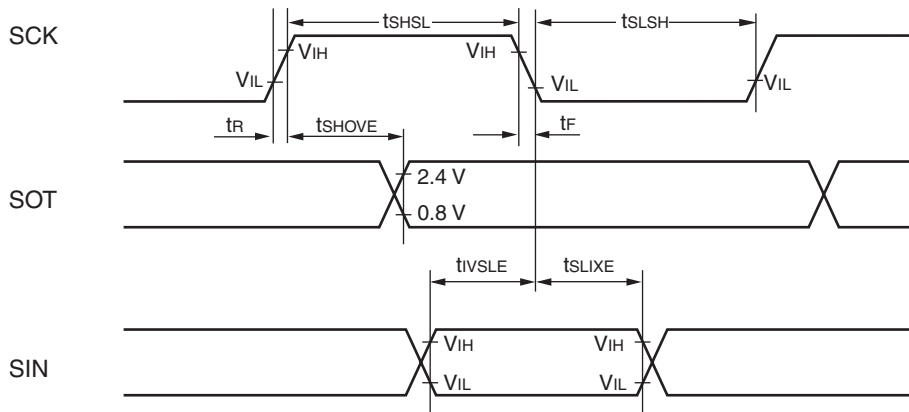 tSHSL tSLSH
SCK
VIH VIH
VIL VIL VIL
tR tSHOVE tF
SOT
2.4 V
0.8 V
tIVSLE tSLIXE
SIN
VIH VIH
VIL VIL